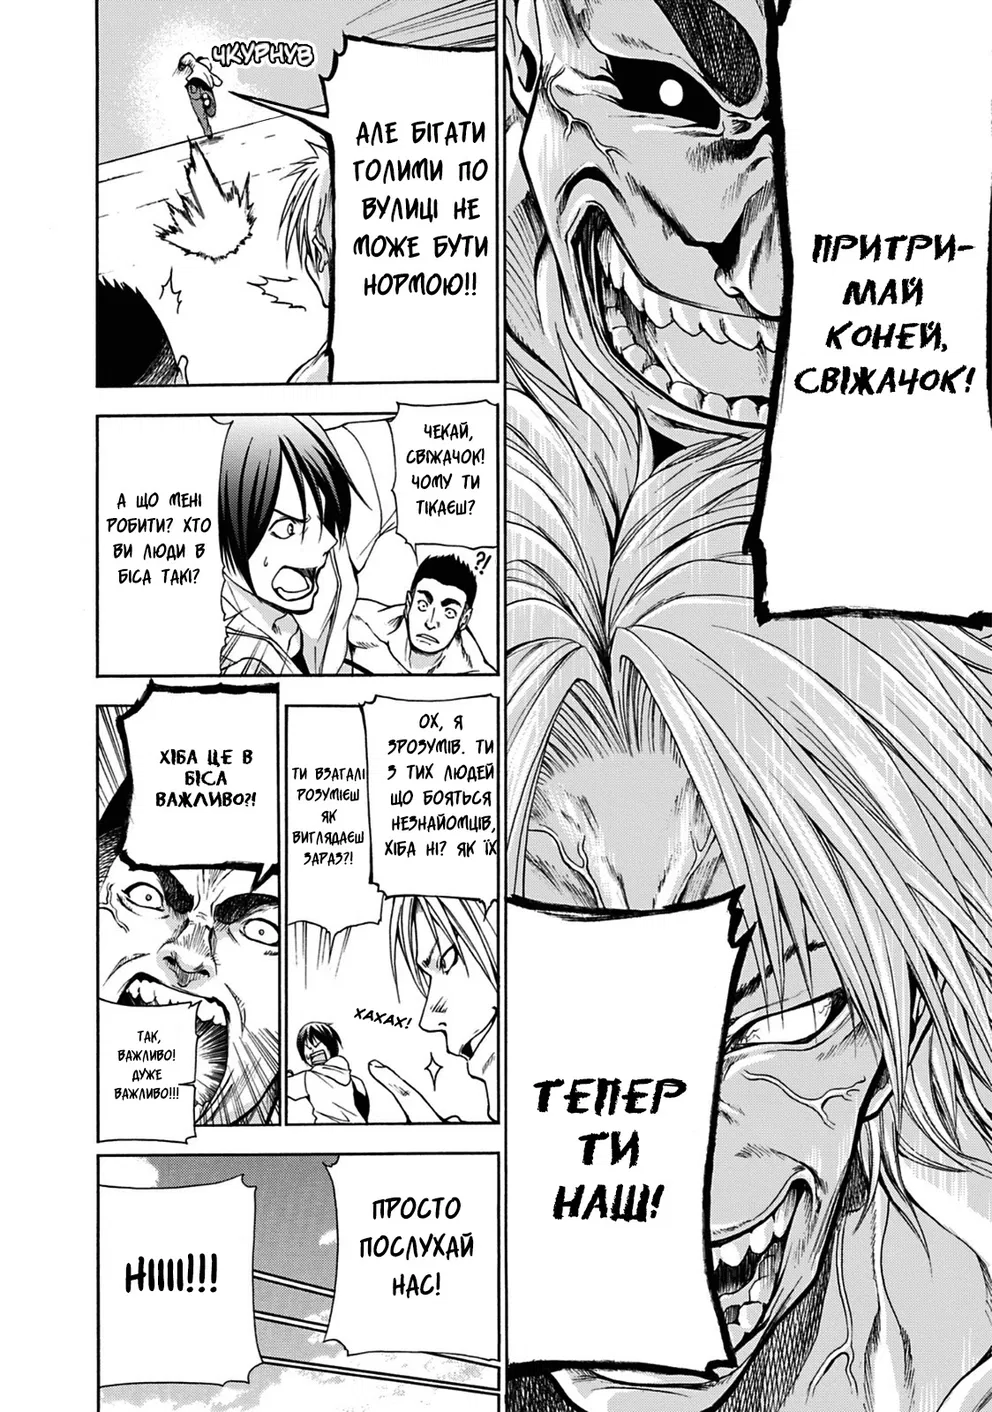 ПРИТРИ-
МАЙ
КОНЕЙ,
СВІЖАЧОК!
ТЕПЕР
ТИ
НАШ!
ЧКУРНУВ
АЛЕ БІГАТИ
ГОЛИМИ ПО
ВУЛИЦІ НЕ
МОЖЕ БУТИ
НОРМОЮ!!
ЧЕКАЙ,
СВІЖАЧОК!
ЧОМУ ТИ
ТІКАЄШ?
?!
А ЩО МЕНІ
РОБИТИ? ХТО
ВИ ЛЮДИ В
БІСА ТАКІ?
ОХ, Я
ЗРОЗУМІВ. ТИ
З ТИХ ЛЮДЕЙ
ЩО БОЯТЬСЯ
НЕЗНАЙОМЦІВ,
ХІБА НІ? ЯК ЇХ
ТИ ВЗАГАЛІ
РОЗУМІЄШ
ЯК
ВИГЛЯДАЄШ
ЗАРАЗ?!
ХАХАХ!
ХІБА ЦЕ В
БІСА
ВАЖЛИВО?!
ТАК,
ВАЖЛИВО!
ДУЖЕ
ВАЖЛИВО!!!
ПРОСТО
ПОСЛУХАЙ
НАС!
НІІІІ!!!